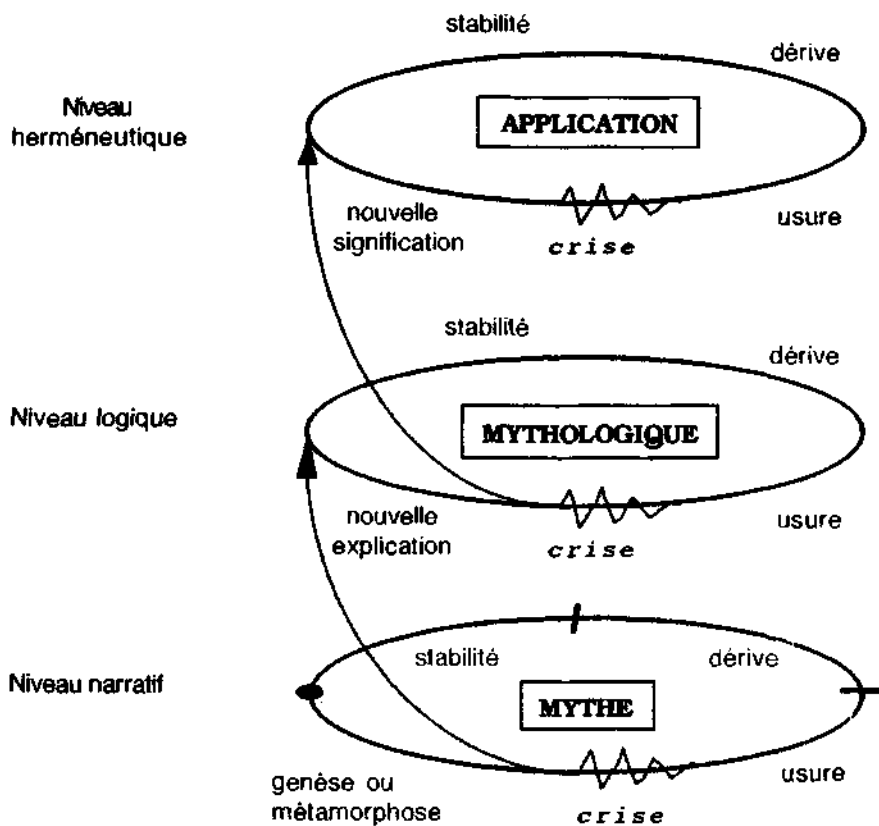 stabilité
dérive
Niveau
herméneutique
APPLICATION
nouvelle
signification
usure
crise
stabilité
dérive
Niveau logique
MYTHOLOGIQUE
nouvelle
explication
usure
crise
stabilité
dérive
Niveau narratif
MYTHE
genèse ou
métamorphose
usure
crise